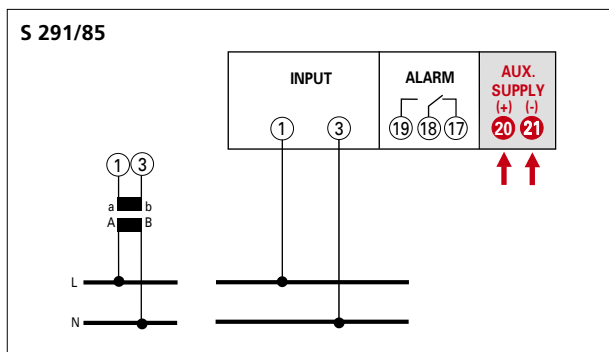 S 291/85
INPUT
ALARM
AUX.
SUPPLY
(+) (-)
1 3
19 18 17
20 21
1 3
a b
A B
L
N